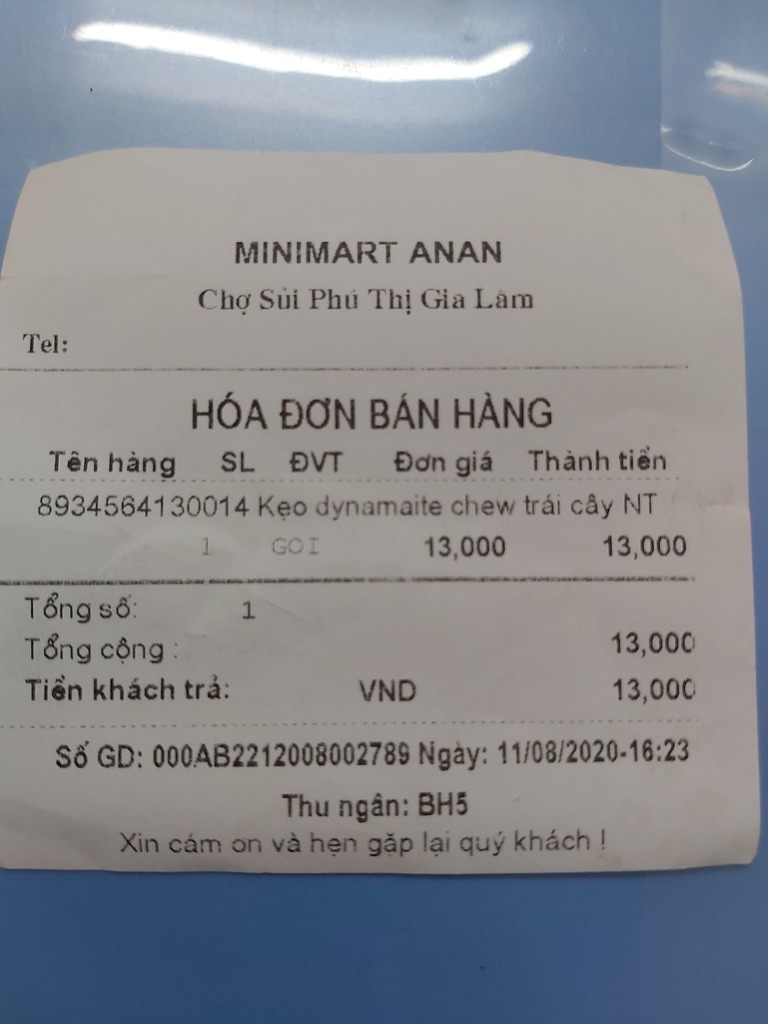 MINIMART ANAN
Chợ Sủi Phú Thị Gia Lâm
Tel:
HÓA ĐƠN BÁN HÀNG
Tên hàng SL ĐVT Đơn giá Thành tiền
8934564130014 Kẹo dynamaite chew trái cây NT
1 GOI 13,000 13,000
Tổng số: 1
Tổng cộng : 13,000
Tiền khách trả: VND 13,000
Số GD: 000AB2212008002789 Ngày: 11/08/2020-16:23
Thu ngân: BH5
Xin cám on và hẹn gặp lại quý khách !